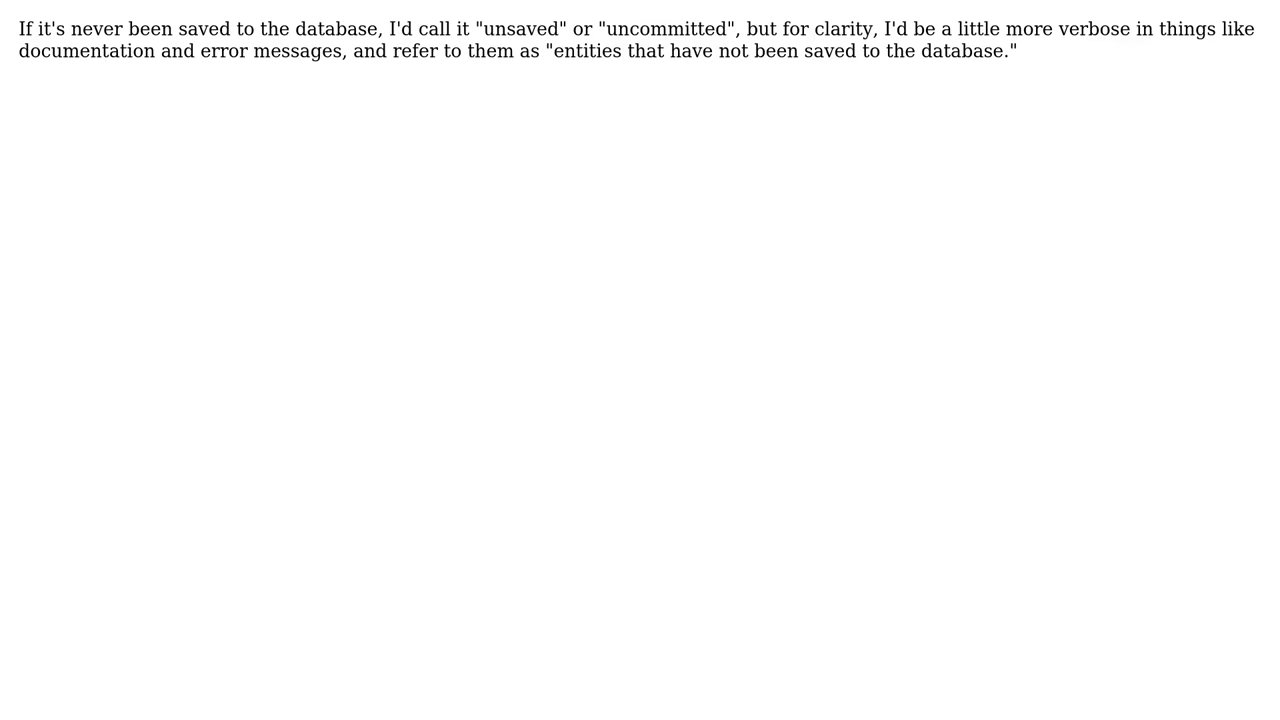 If it's never been saved to the database, I'd call it "unsaved" or "uncommitted", but for clarity, I'd be a little more verbose in things like
documentation and error messages, and refer to them as "entities that have not been saved to the database."